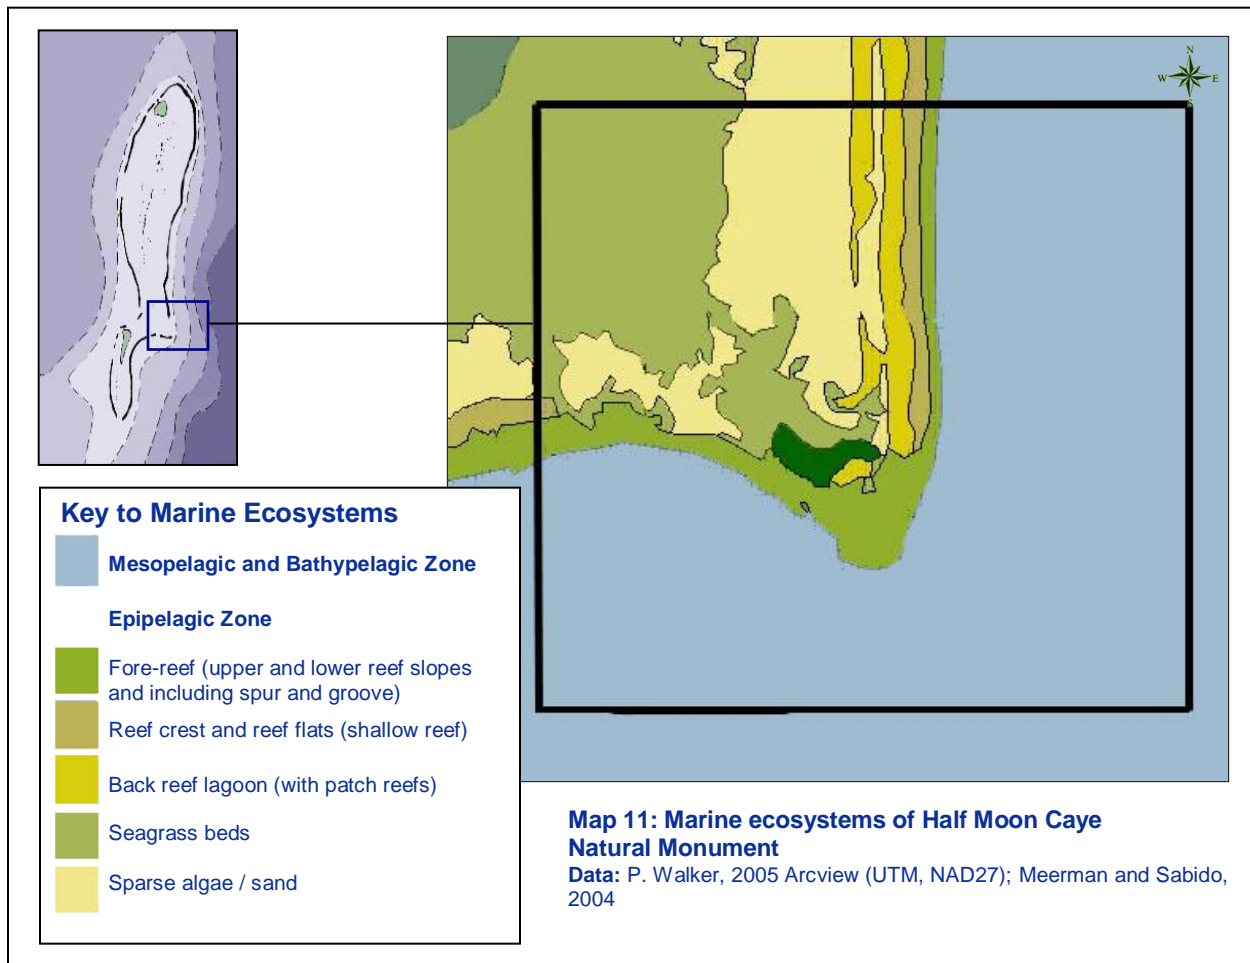 N
W E
S
Key to Marine Ecosystems
Mesopelagic and Bathypelagic Zone
Epipelagic Zone
Fore-reef (upper and lower reef slopes
and including spur and groove)
Reef crest and reef flats (shallow reef)
Back reef lagoon (with patch reefs)
Seagrass beds
Sparse algae / sand
Map 11: Marine ecosystems of Half Moon Caye
Natural Monument
Data: P. Walker, 2005 Arcview (UTM, NAD27); Meerman and Sabido,
2004